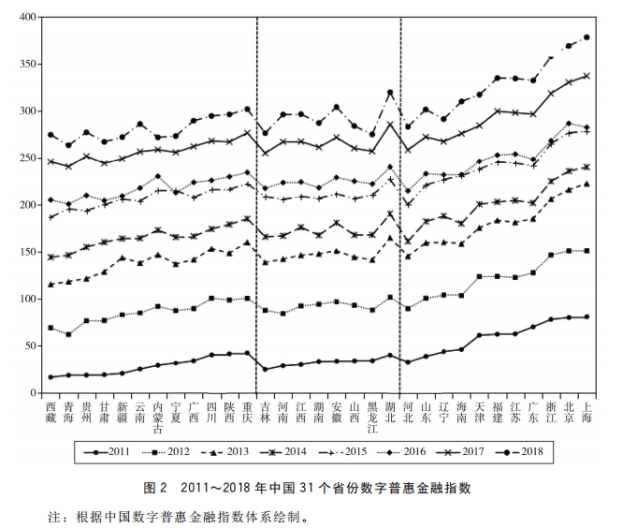 400
350
300
250
200
150
100
50
0
西藏 青海 贵州 甘肃 新疆 云南 内蒙古 宁夏 广西 四川 陕西 重庆 吉林 河南 江西 湖南 安徽 山西 黑龙江 湖北 河北 山东 辽宁 海南 天津 福建 江苏 广东 浙江 北京 上海
2011 2012 2013 2014 2015 2016 2017 2018
图 2 2011～2018 年中国 31 个省份数字普惠金融指数
注：根据中国数字普惠金融指数体系绘制。